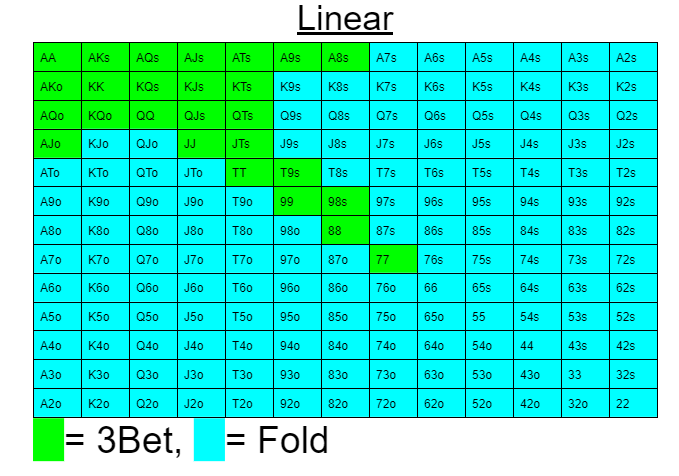 Linear
AA AKs AQs AJs ATs A9s A8s A7s A6s A5s A4s A3s A2s
AKo KK KQs KJs KTs K9s K8s K7s K6s K5s K4s K3s K2s
AQo KQo QQ QJs QTs Q9s Q8s Q7s Q6s Q5s Q4s Q3s Q2s
AJo KJo QJo JJ JTs J9s J8s J7s J6s J5s J4s J3s J2s
ATo KTo QTo JTo TT T9s T8s T7s T6s T5s T4s T3s T2s
A9o K9o Q9o J9o T9o 99 98s 97s 96s 95s 94s 93s 92s
A8o K8o Q8o J8o T8o 98o 88 87s 86s 85s 84s 83s 82s
A7o K7o Q7o J7o T7o 97o 87o 77 76s 75s 74s 73s 72s
A6o K6o Q6o J6o T6o 96o 86o 76o 66 65s 64s 63s 62s
A5o K5o Q5o J5o T5o 95o 85o 75o 65o 55 54s 53s 52s
A4o K4o Q4o J4o T4o 94o 84o 74o 64o 54o 44 43s 42s
A3o K3o Q3o J3o T3o 93o 83o 73o 63o 53o 43o 33 32s
A2o K2o Q2o J2o T2o 92o 82o 72o 62o 52o 42o 32o 22
= 3Bet, = Fold